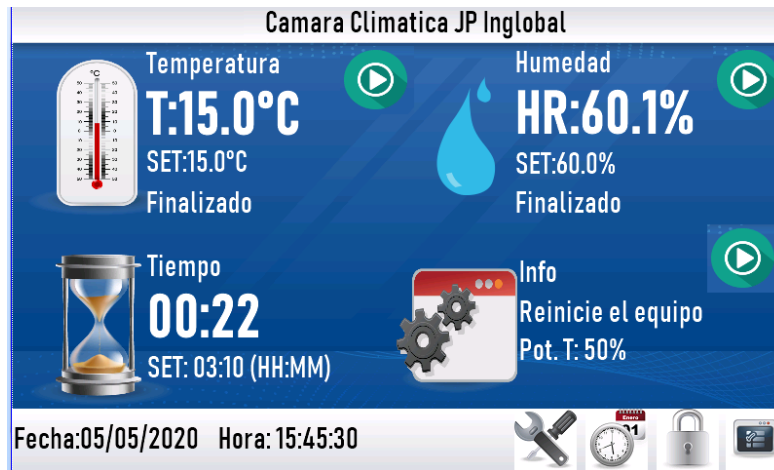 Camara Climatica JP Inglobal
Temperatura
T:15.0°C
SET:15.0°C
Finalizado
Humedad
HR:60.1%
SET:60.0%
Finalizado
Tiempo
00:22
SET: 03:10 (HH:MM)
Info
Reinicie el equipo
Pot. T: 50%
Fecha:05/05/2020 Hora: 15:45:30
°C
Enero